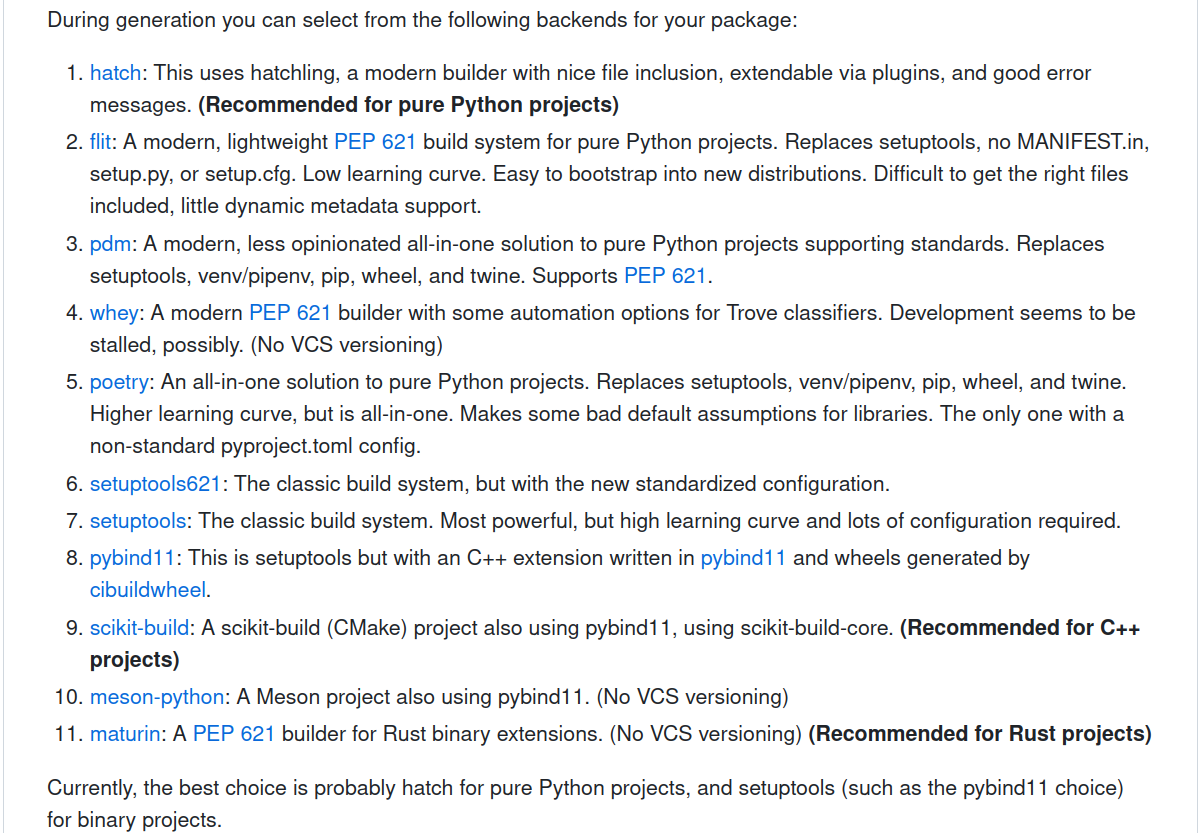 During generation you can select from the following backends for your package:
1. hatch: This uses hatchling, a modern builder with nice file inclusion, extendable via plugins, and good error
messages. (Recommended for pure Python projects)
2. flit: A modern, lightweight PEP 621 build system for pure Python projects. Replaces setuptools, no MANIFEST.in,
setup.py, or setup.cfg. Low learning curve. Easy to bootstrap into new distributions. Difficult to get the right files
included, little dynamic metadata support.
3. pdm: A modern, less opinionated all-in-one solution to pure Python projects supporting standards. Replaces
setuptools, venv/pipenv, pip, wheel, and twine. Supports PEP 621.
4. whey: A modern PEP 621 builder with some automation options for Trove classifiers. Development seems to be
stalled, possibly. (No VCS versioning)
5. poetry: An all-in-one solution to pure Python projects. Replaces setuptools, venv/pipenv, pip, wheel, and twine.
Higher learning curve, but is all-in-one. Makes some bad default assumptions for libraries. The only one with a
non-standard pyproject.toml config.
6. setuptools621: The classic build system, but with the new standardized configuration.
7. setuptools: The classic build system. Most powerful, but high learning curve and lots of configuration required.
8. pybind11: This is setuptools but with an C++ extension written in pybind11 and wheels generated by
cibuildwheel.
9. scikit-build: A scikit-build (CMake) project also using pybind11, using scikit-build-core. (Recommended for C++
projects)
10. meson-python: A Meson project also using pybind11. (No VCS versioning)
11. maturin: A PEP 621 builder for Rust binary extensions. (No VCS versioning) (Recommended for Rust projects)
Currently, the best choice is probably hatch for pure Python projects, and setuptools (such as the pybind11 choice)
for binary projects.